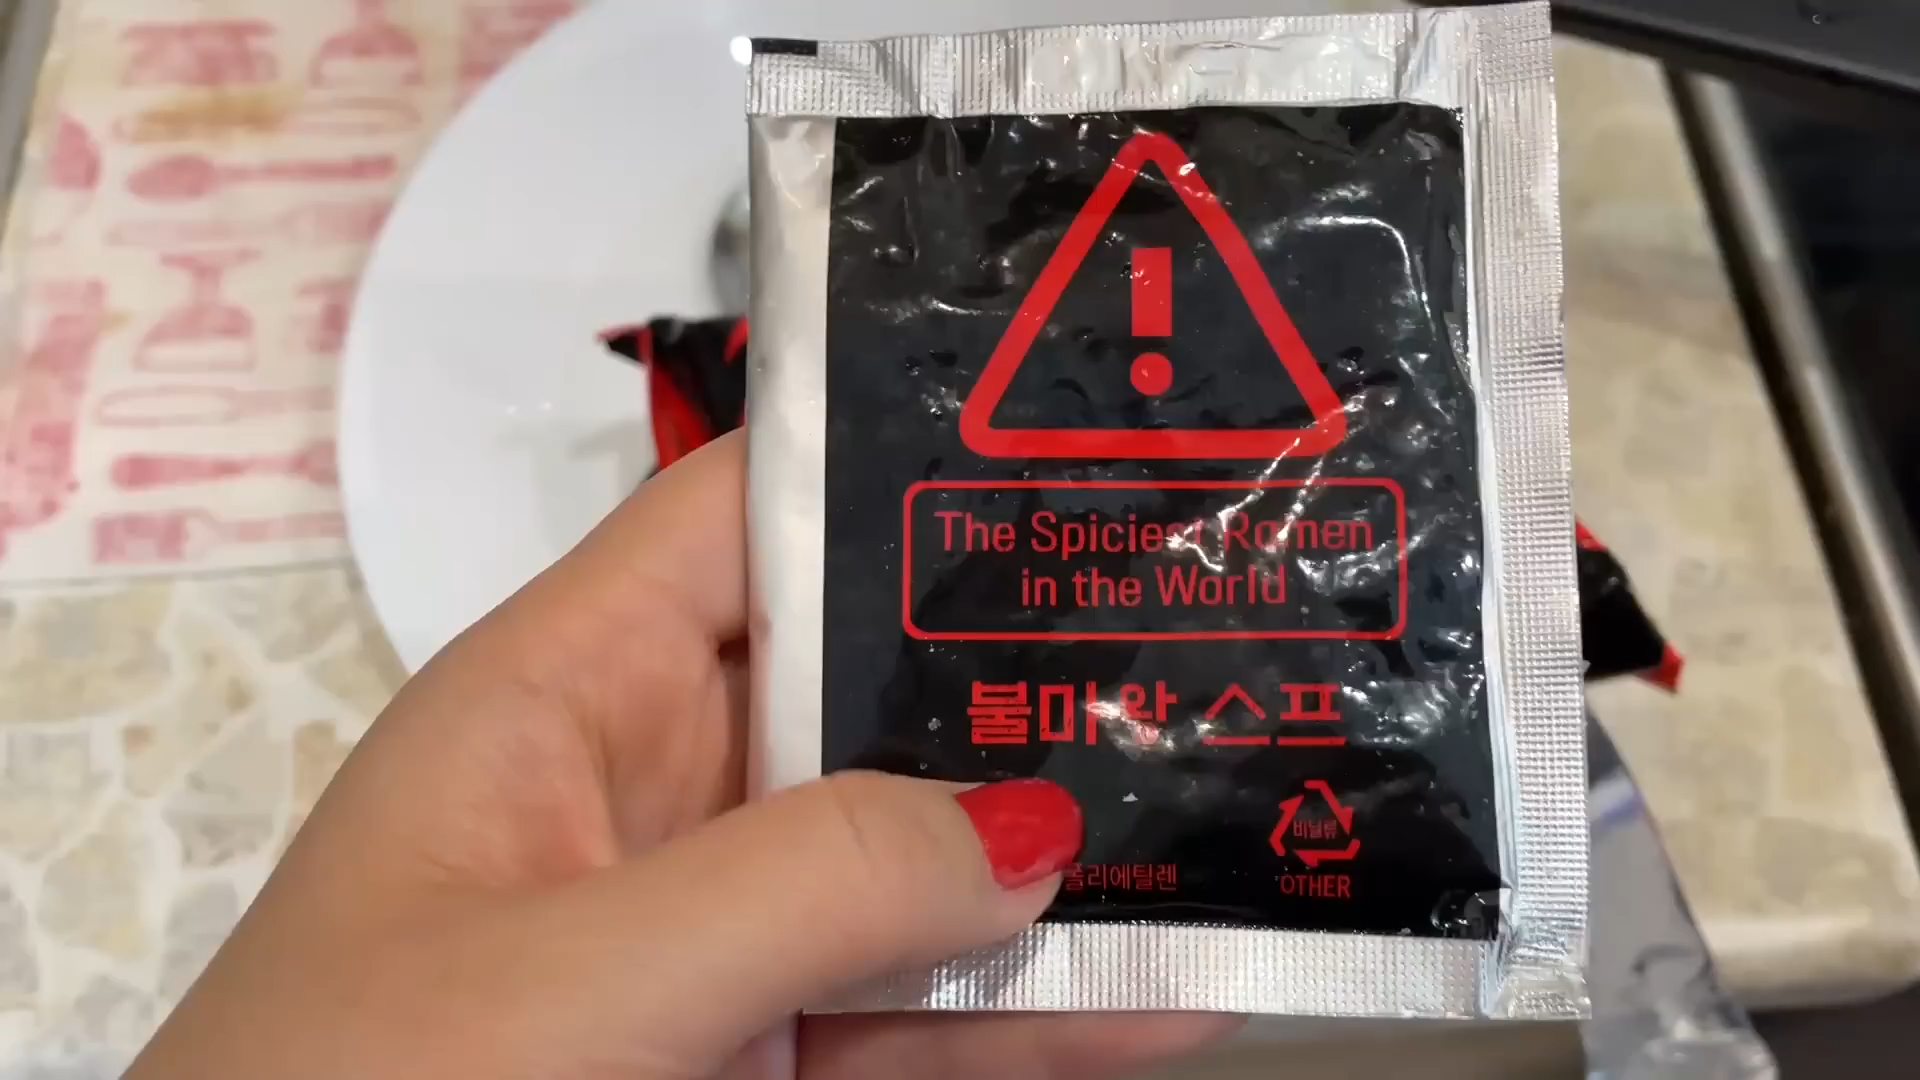 !
The Spiciest Ramen
in the World
불마왕 스프
비닐류
폴리에틸렌
OTHER